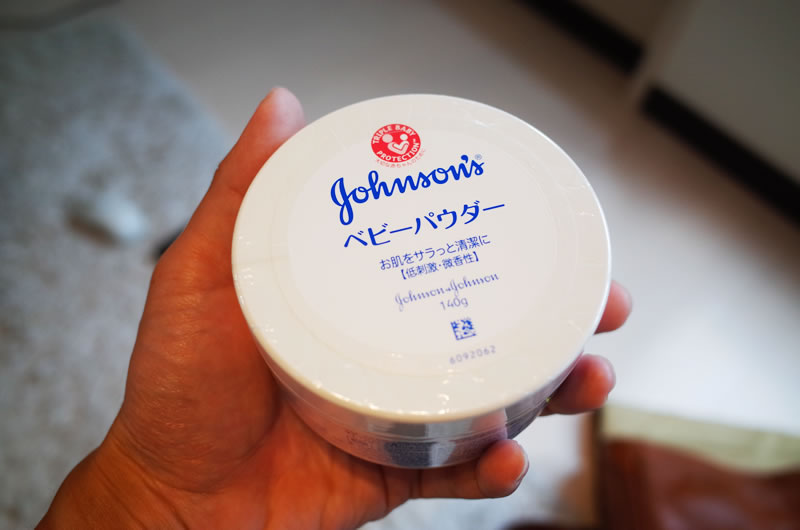 TRIPLE BABY
PROTECTION™
Johnson's®
ベビーパウダー
お肌をサラっと清潔に
【低刺激・微香性】
Johnson&Johnson
140g
6092062